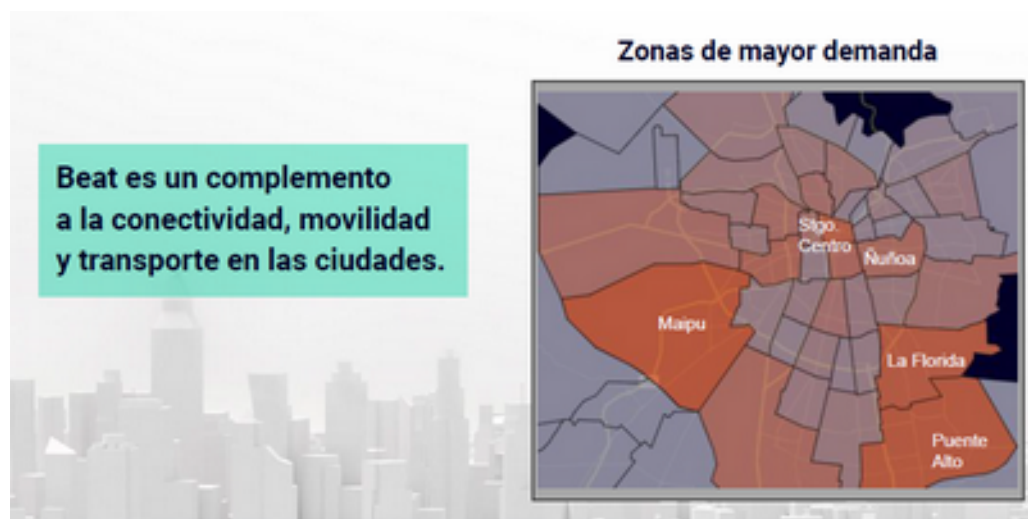 Zonas de mayor demanda
Beat es un complemento
a la conectividad, movilidad
y transporte en las ciudades.
Stgo.
Centro
Ñuñoa
Maipu
La Florida
Puente
Alto